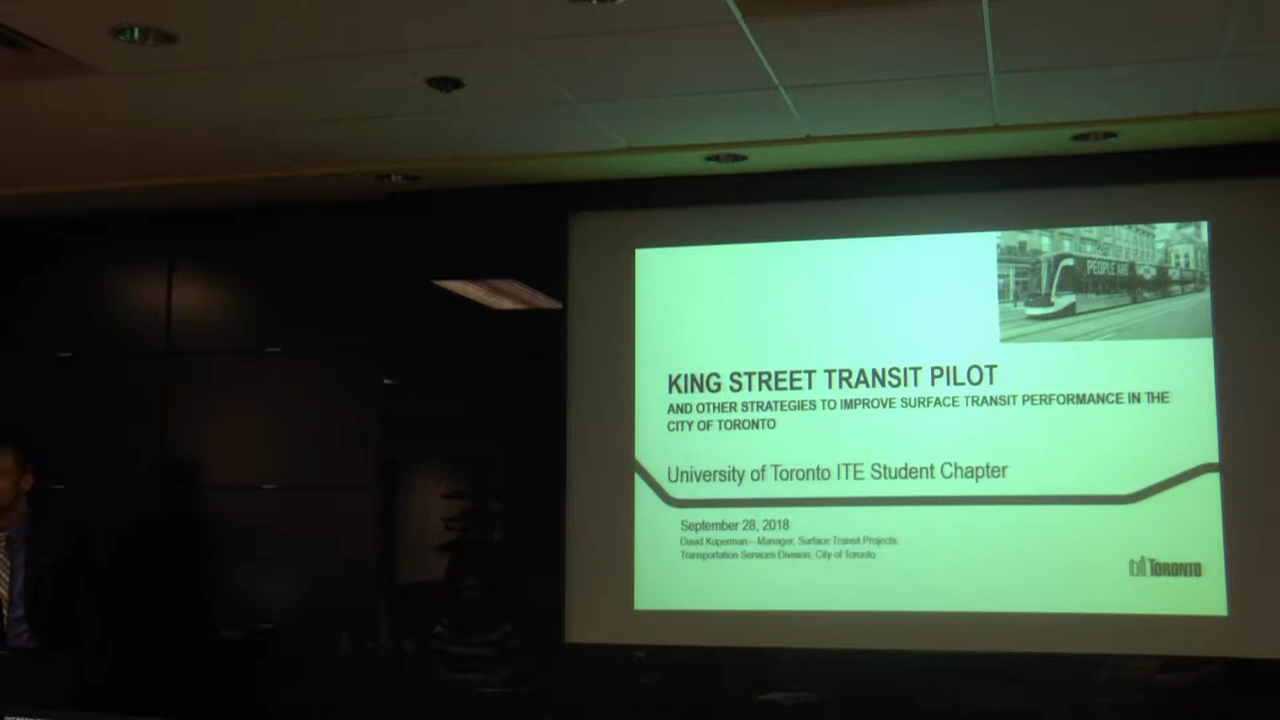 PEOPLE ARE
KING STREET TRANSIT PILOT
AND OTHER STRATEGIES TO IMPROVE SURFACE TRANSIT PERFORMANCE IN THE
CITY OF TORONTO
University of Toronto ITE Student Chapter
September 28, 2018
David Kuperman – Manager, Surface Transit Projects
Transportation Services Division, City of Toronto
TORONTO